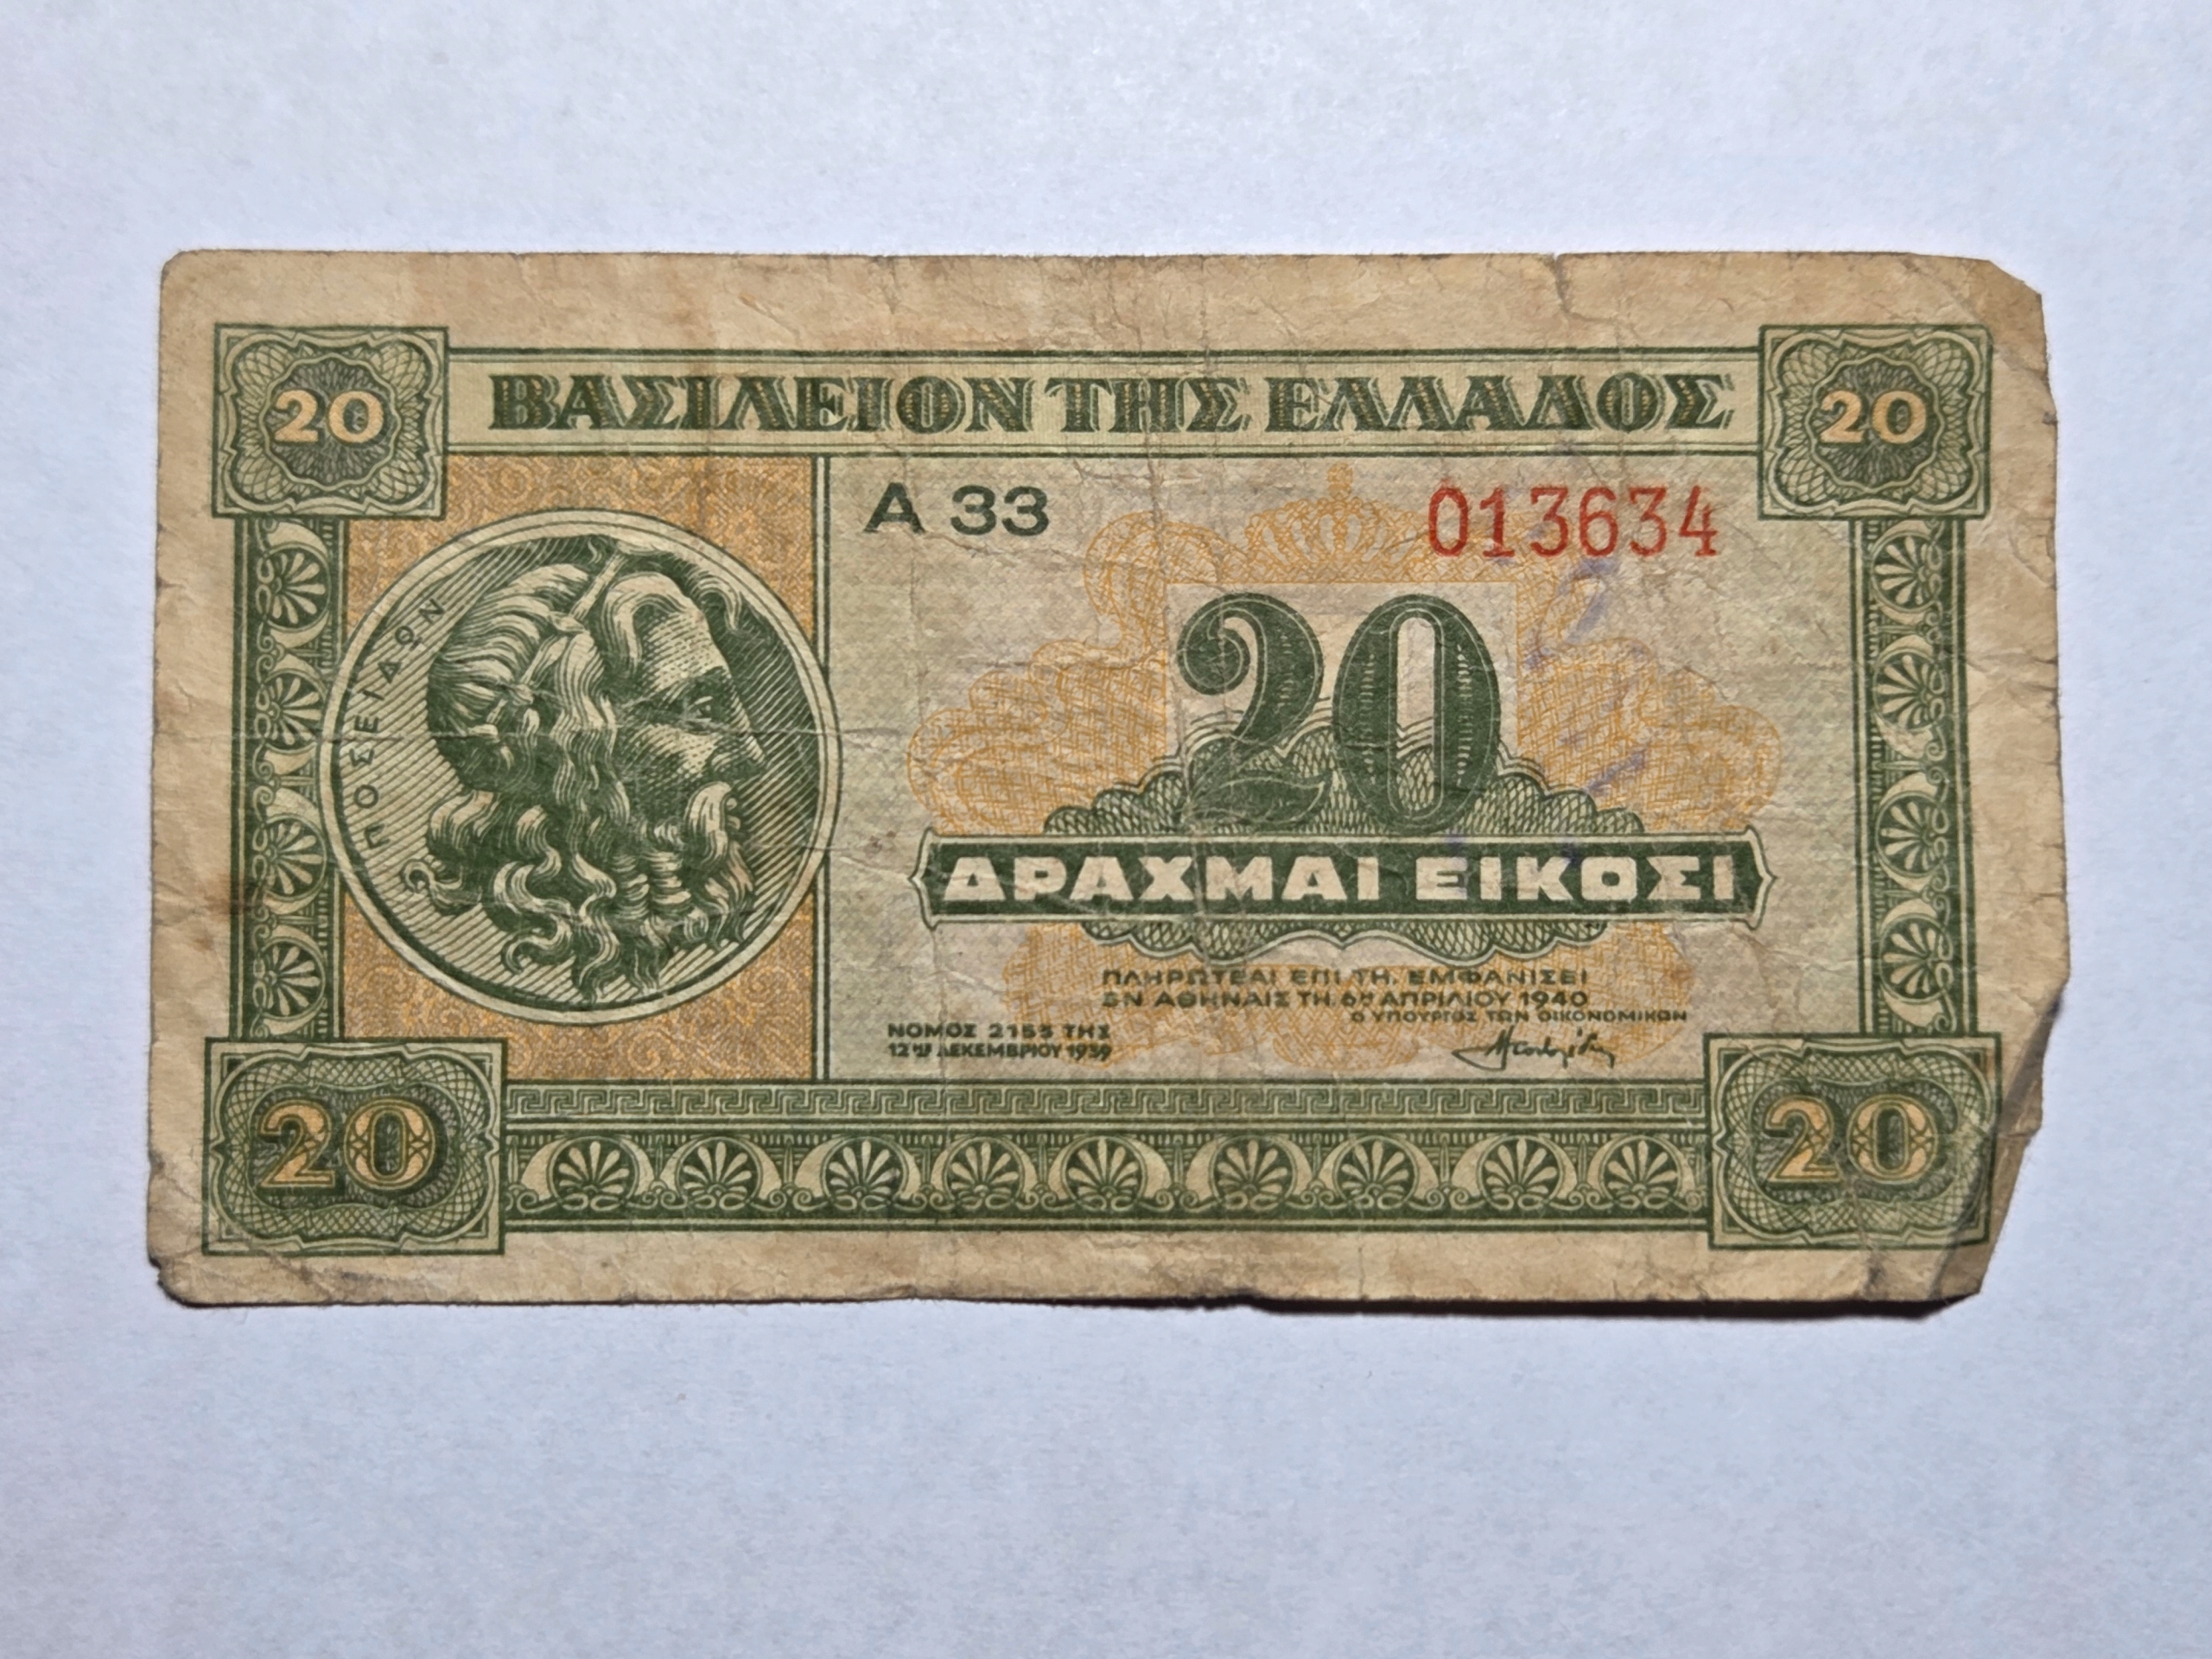 20 ΒΑΣΙΛΕΙΟΝ ΤΗΣ ΕΛΛΑΔΟΣ 20
Α 33 013634
ΠΟΣΕΙΔΩΝ
20
ΔΡΑΧΜΑΙ ΕΙΚΟΣΙ
ΠΛΗΡΩΤΕΑΙ ΕΠΙ ΤΗ, ΕΜΦΑΝΙΣΕΙ
ΕΝ ΑΘΗΝΑΙΣ ΤΗ, 6ῃ ΑΠΡΙΛΙΟΥ 1940
Ο ΥΠΟΥΡΓΟΣ ΤΩΝ ΟΙΚΟΝΟΜΙΚΩΝ
ΝΟΜΟΣ 2155 ΤΗΣ
12ης ΔΕΚΕΜΒΡΙΟΥ 1939
20 20